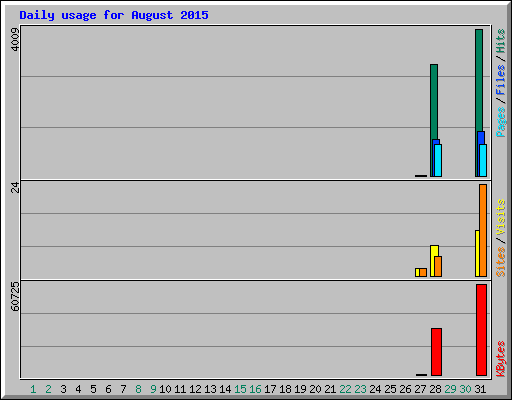 Daily usage for August 2015
4009
24
60725
Pages/Files/Hits
Sites/Visits
KBytes
1 2 3 4 5 6 7 8 9 10 11 12 13 14 15 16 17 18 19 20 21 22 23 24 25 26 27 28 29 30 31